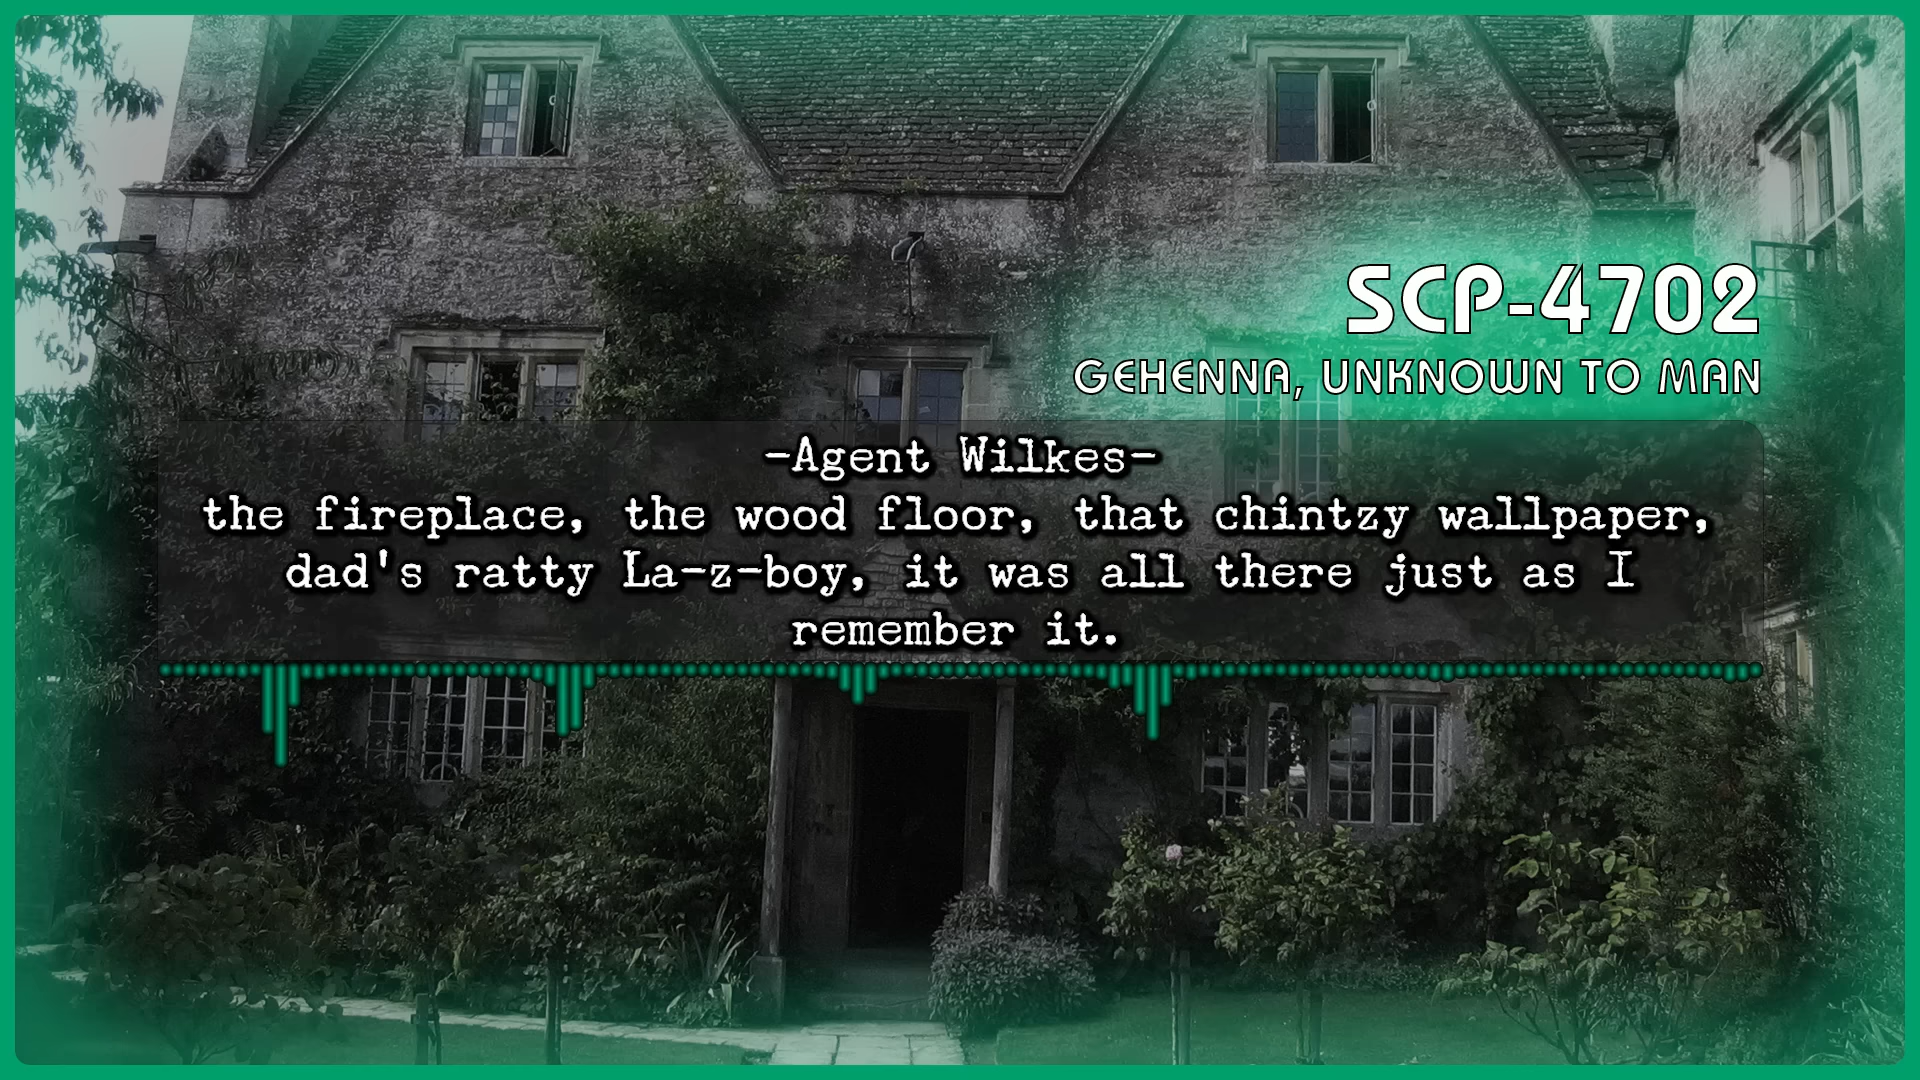 SCP-4702
GEHENNA, UNKNOWN TO MAN
-Agent Wilkes-
the fireplace, the wood floor, that chintzy wallpaper,
dad's ratty La-z-boy, it was all there just as I
remember it.